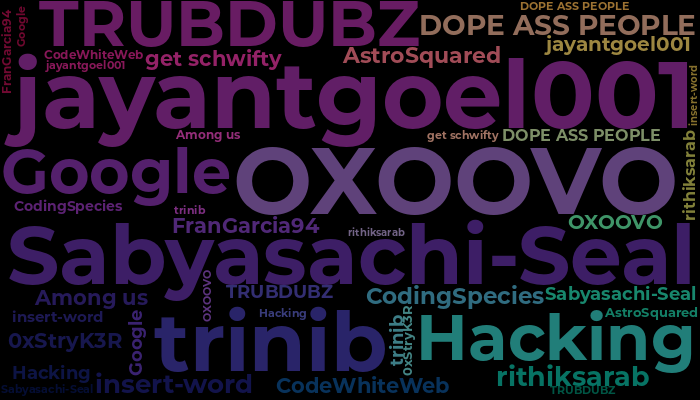 DOPE ASS PEOPLE
TRUBDUBZ
DOPE ASS PEOPLE
FranGarcia94
Google
jayantgoel001
CodeWhiteWeb
get schwifty
AstroSquared
jayantgoel001
jayantgoel001
insert-word
Among us
get schwifty
DOPE ASS PEOPLE
Google
OXOOVO
rithiksarab
CodingSpecies
trinib
FranGarcia94
OXOOVO
rithiksarab
Sabyasachi-Seal
OXOOVO
TRUBDUBZ
CodingSpecies
Sabyasachi-Seal
Among us
insert-word
Google
trinib
Hacking
trinib
0xStryK3R
AstroSquared
Hacking
0xStryK3R
Hacking
rithiksarab
Sabyasachi-Seal
insert-word
CodeWhiteWeb
TRUBDUBZ